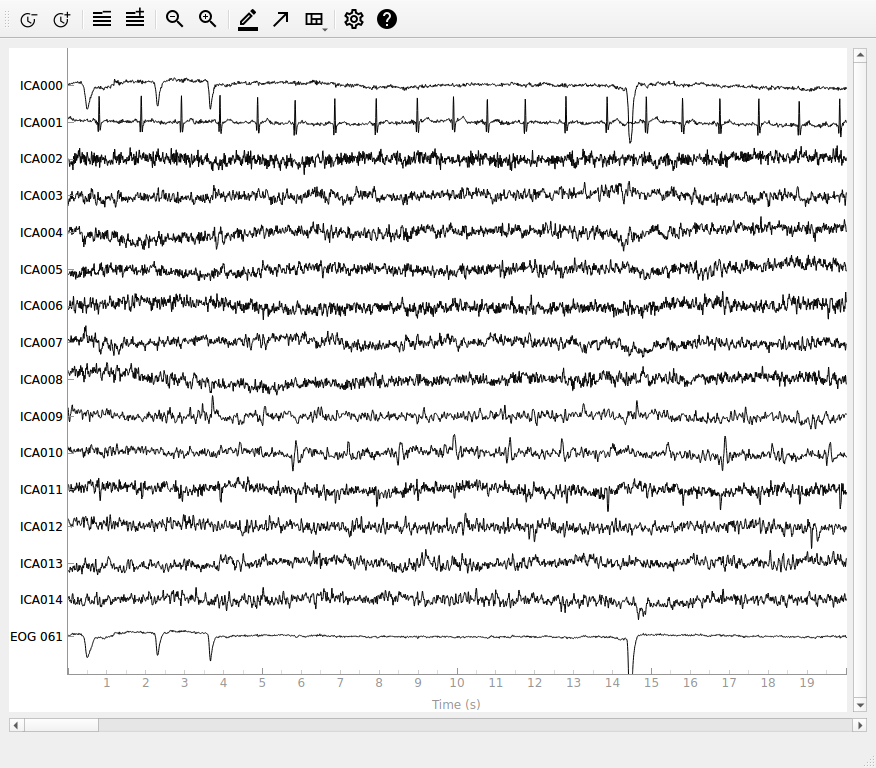 ICA000
ICA001
ICA002
ICA003
ICA004
ICA005
ICA006
ICA007
ICA008
ICA009
ICA010
ICA011
ICA012
ICA013
ICA014
EOG 061
1 2 3 4 5 6 7 8 9 10 11 12 13 14 15 16 17 18 19
Time (s)